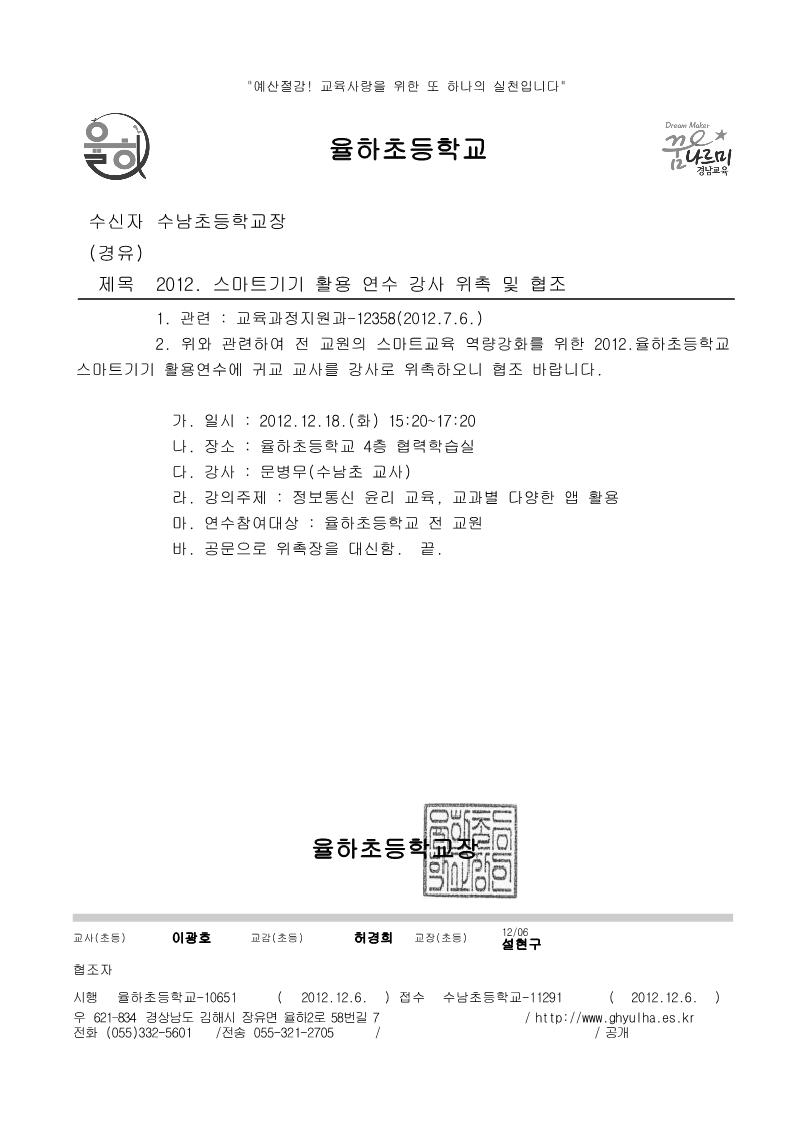 "예산절강! 교육사랑을 위한 또 하나의 실천입니다"
율하
율하초등학교
Dream Maker
꿈나르미
경남교육
수신자 수남초등학교장
(경유)
제목 2012. 스마트기기 활용 연수 강사 위촉 및 협조
1. 관련 : 교육과정지원과-12358(2012.7.6.)
2. 위와 관련하여 전 교원의 스마트교육 역량강화를 위한 2012.율하초등학교
스마트기기 활용연수에 귀교 교사를 강사로 위촉하오니 협조 바랍니다.
가. 일시 : 2012.12.18.(화) 15:20~17:20
나. 장소 : 율하초등학교 4층 협력학습실
다. 강사 : 문병무(수남초 교사)
라. 강의주제 : 정보통신 윤리 교육, 교과별 다양한 앱 활용
마. 연수참여대상 : 율하초등학교 전 교원
바. 공문으로 위촉장을 대신함. 끝.
율하초등학교장
교사(초등) 이광호 교감(초등) 허경희 교장(초등) 12/06 설현구
협조자
시행 율하초등학교-10651 ( 2012.12.6. ) 접수 수남초등학교-11291 ( 2012.12.6. )
우 621-834 경상남도 김해시 장유면 율하2로 58번길 7 / http://www.ghyulha.es.kr
전화 (055)332-5601 /전송 055-321-2705 / / 공개